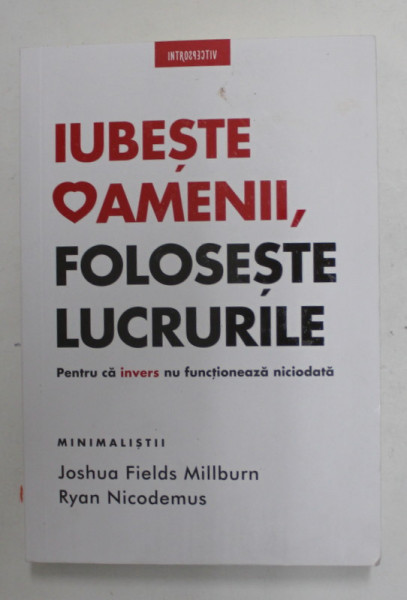 INTROSPECTIV
IUBEȘTE
OAMENII,
FOLOSEȘTE
LUCRURILE
Pentru că invers nu funcționează niciodată
MINIMALIȘTII
Joshua Fields Millburn
Ryan Nicodemus